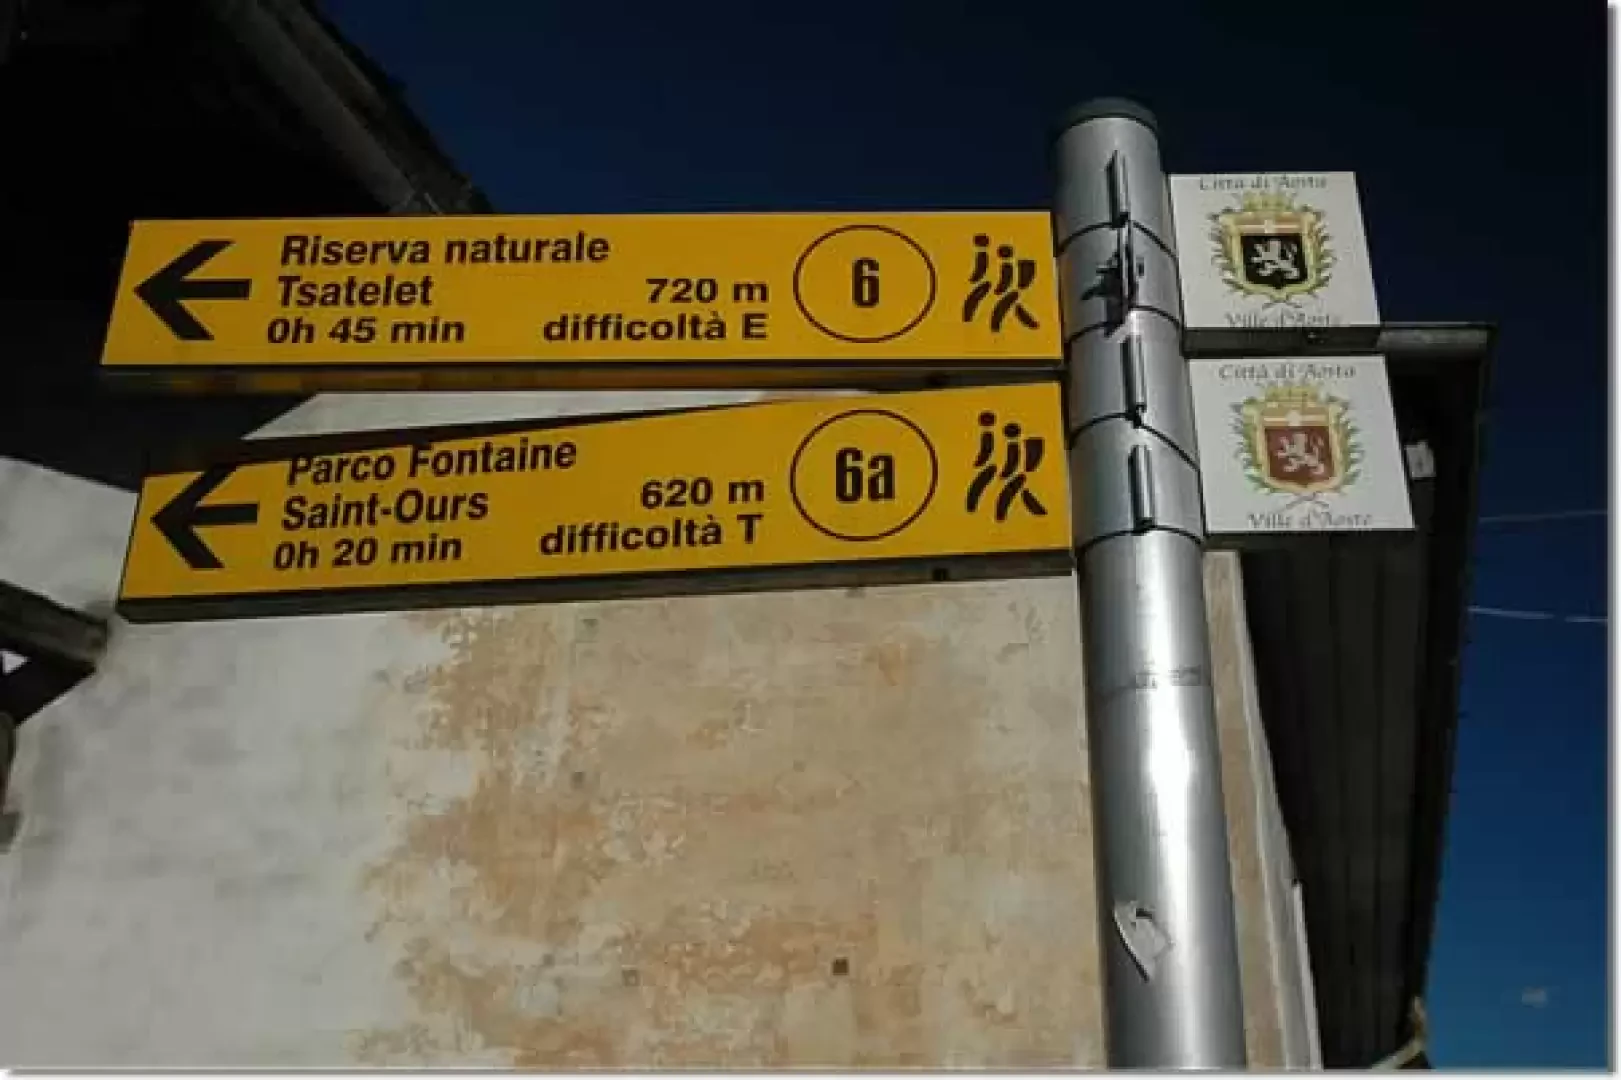 Riserva naturale
Tsatelet
0h 45 min
720 m
difficoltà E
6
Città di Aosta
Ville d'Aoste
Parco Fontaine
Saint-Ours
0h 20 min
620 m
difficoltà T
6a
Città di Aosta
Ville d'Aoste